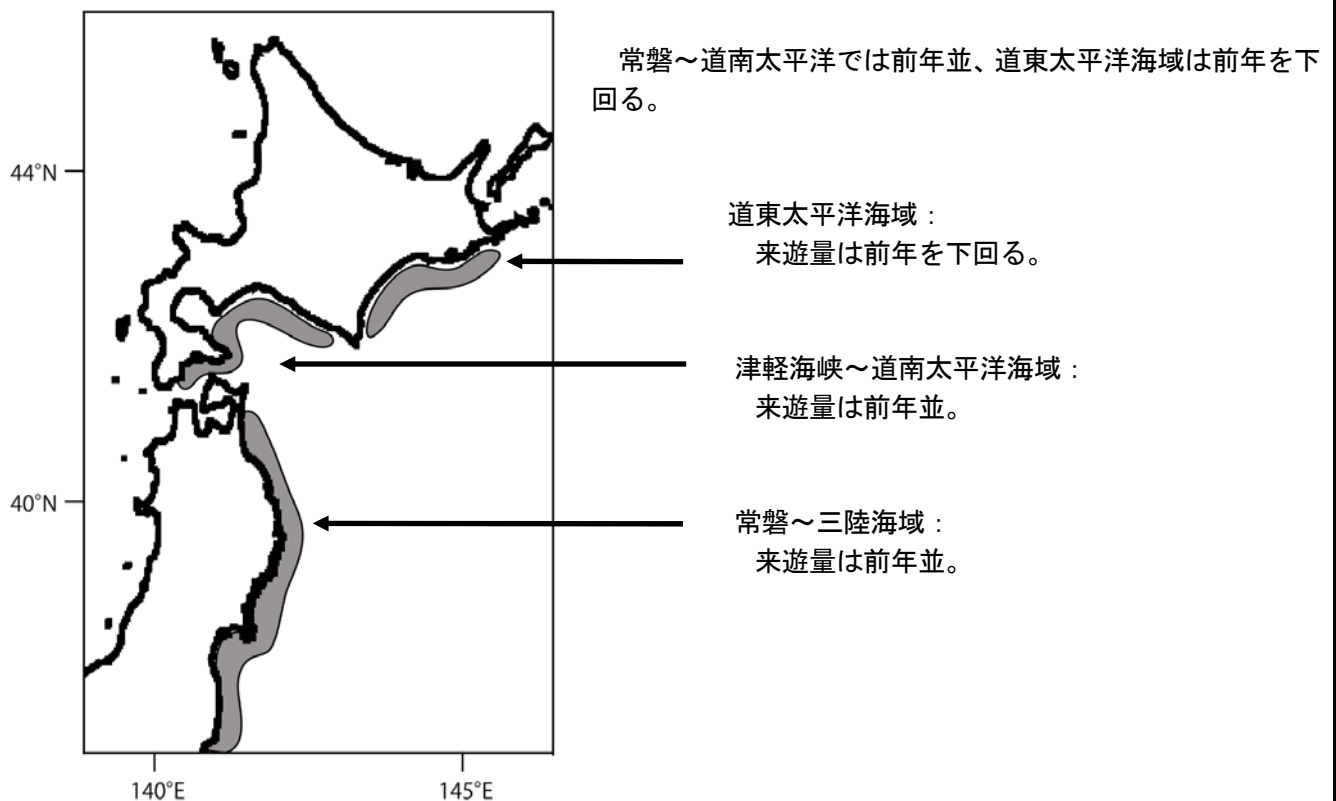 常磐～道南太平洋では前年並、道東太平洋海域は前年を下
回る。
44°N
道東太平洋海域：
来遊量は前年を下回る。
津軽海峡～道南太平洋海域：
来遊量は前年並。
40°N
常磐～三陸海域：
来遊量は前年並。
140°E
145°E